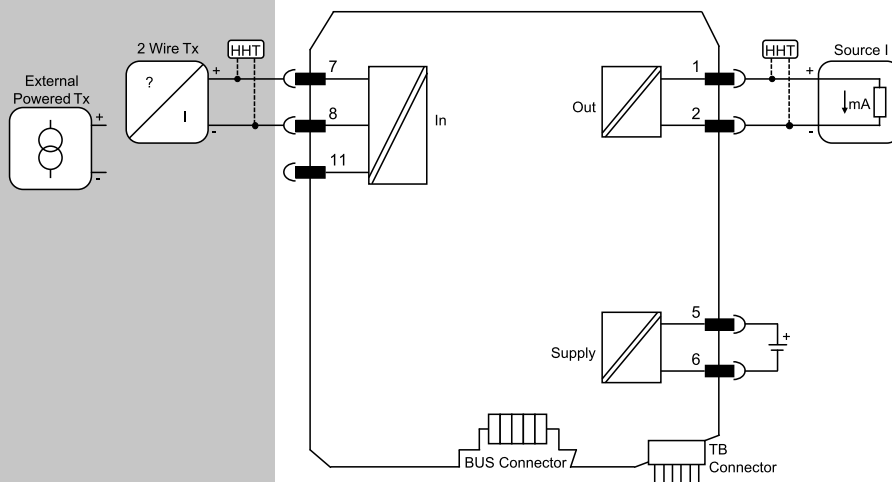 2 Wire Tx
HHT
External
Powered Tx
+
-
?
I
+
-
7
8
11
In
Out
1
2
HHT
Source I
+
-
mA
Supply
5
6
+
BUS Connector
TB
Connector